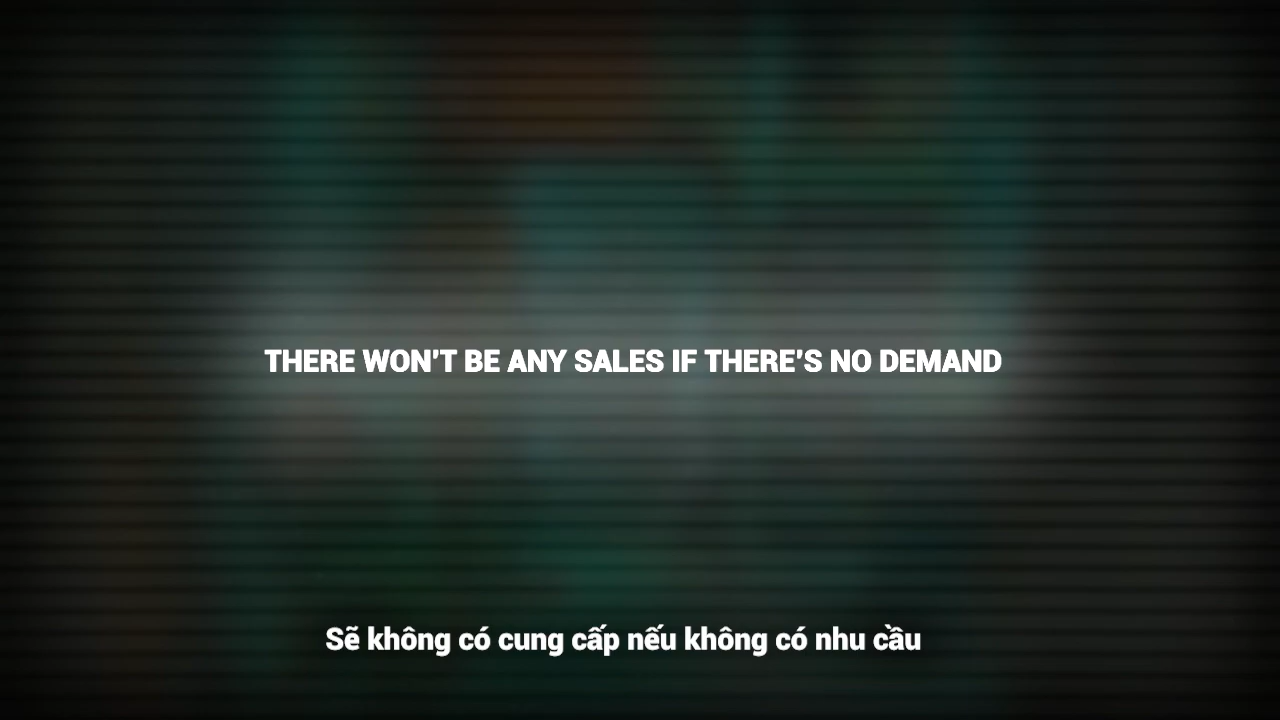 THERE WON'T BE ANY SALES IF THERE'S NO DEMAND
Sẽ không có cung cấp nếu không có nhu cầu